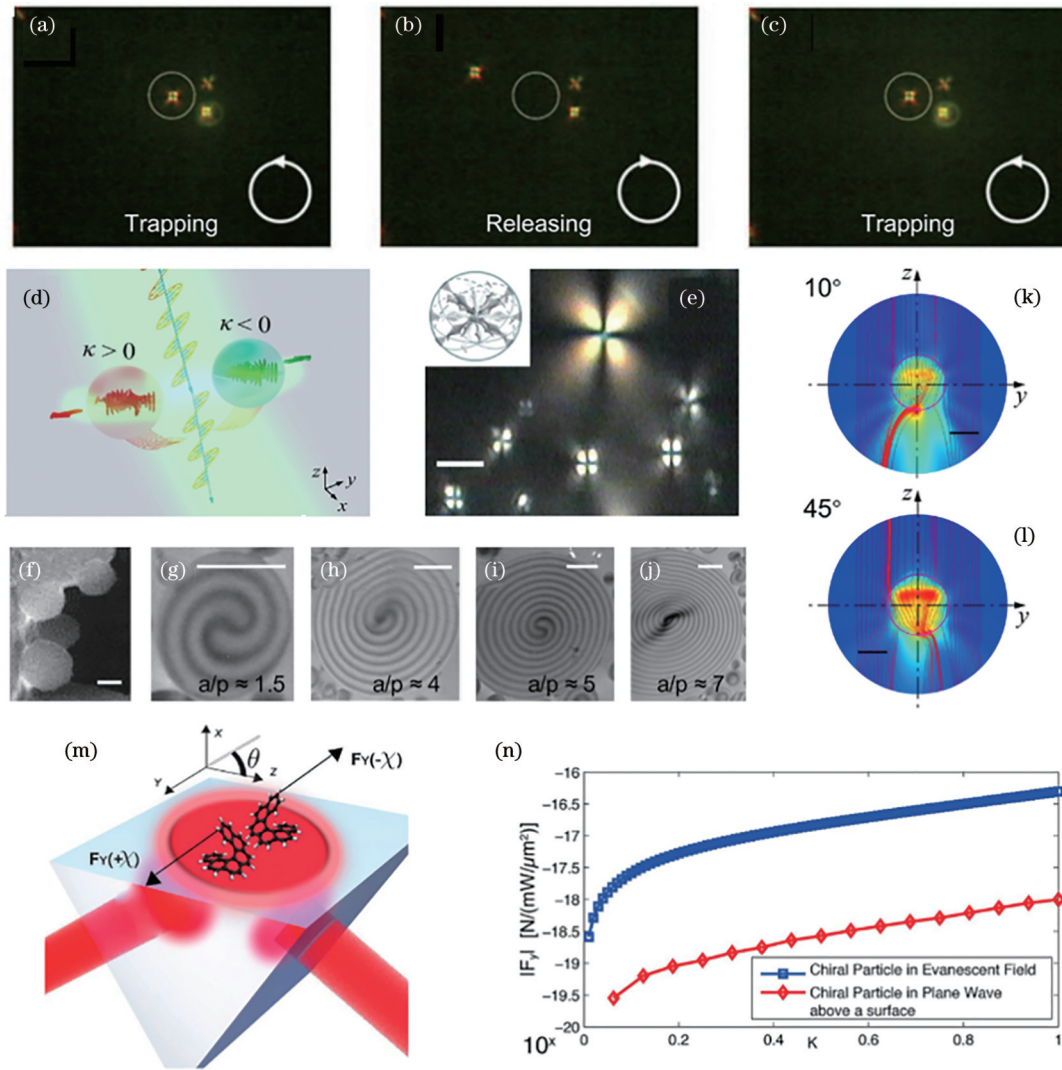 (a)
Trapping
(b)
Releasing
(c)
Trapping
(d)
κ > 0
κ < 0
z
y
x
(e)
(f)
(g)
a/p ≈ 1.5
(h)
a/p ≈ 4
(i)
a/p ≈ 5
(j)
a/p ≈ 7
(k)
10°
z
y
(l)
45°
z
y
(m)
X
Y
Z
θ
FY(-χ)
FY(+χ)
(n)
|Fy| [N/(mW/μm²)]
-16
-16.5
-17
-17.5
-18
-18.5
-19
-19.5
-20
10ˣ
0
0.2
0.4
0.6
0.8
1
K
Chiral Particle in Evanescent Field
Chiral Particle in Plane Wave
above a surface